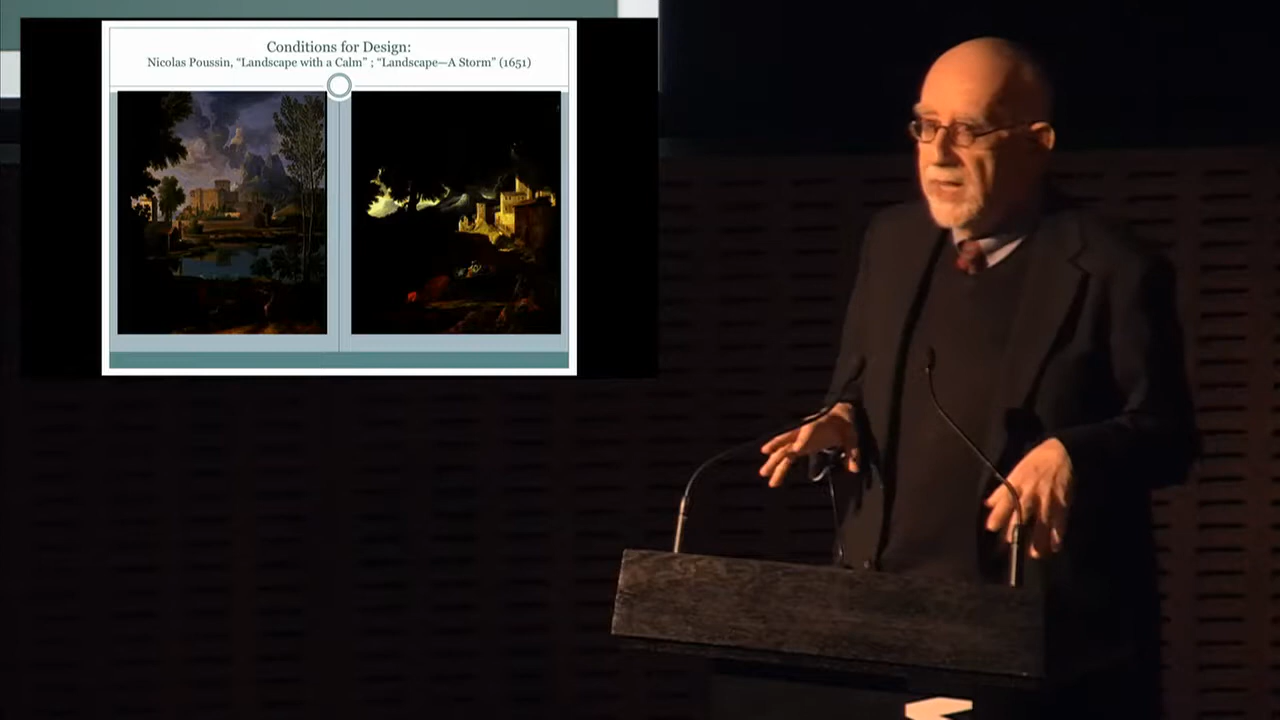 Conditions for Design:
Nicolas Poussin, “Landscape with a Calm” ; “Landscape—A Storm” (1651)